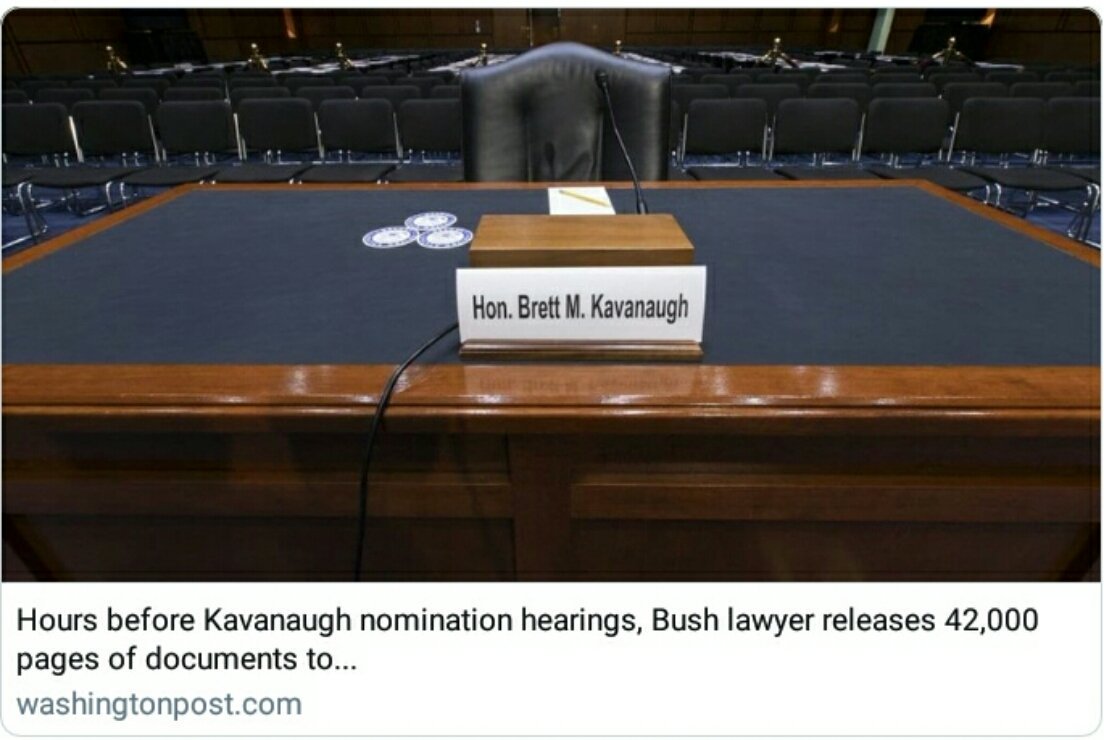 Hon. Brett M. Kavanaugh
Hours before Kavanaugh nomination hearings, Bush lawyer releases 42,000
pages of documents to...
washingtonpost.com